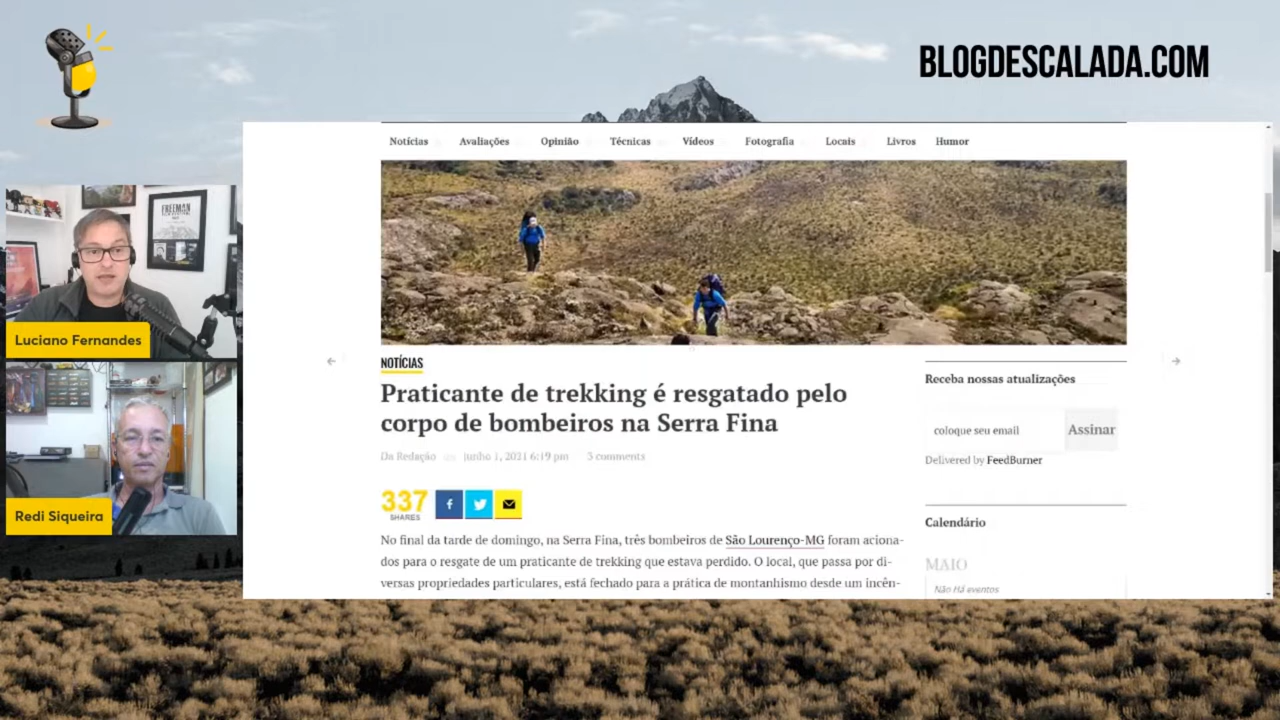 BLOGDESCALADA.COM
Notícias Avaliações Opinião Técnicas Vídeos Fotografia Locais Livros Humor
FREEMAN
Luciano Fernandes
Redi Siqueira
NOTÍCIAS
Praticante de trekking é resgatado pelo
corpo de bombeiros na Serra Fina
Da Redação junho 1, 2021 6:19 pm 3 comments
337
SHARES
No final da tarde de domingo, na Serra Fina, três bombeiros de São Lourenço-MG foram aciona-
dos para o resgate de um praticante de trekking que estava perdido. O local, que passa por di-
versas propriedades particulares, está fechado para a prática de montanhismo desde um incên-
Receba nossas atualizações
coloque seu email Assinar
Delivered by FeedBurner
Calendário
MAIO
Não Há eventos